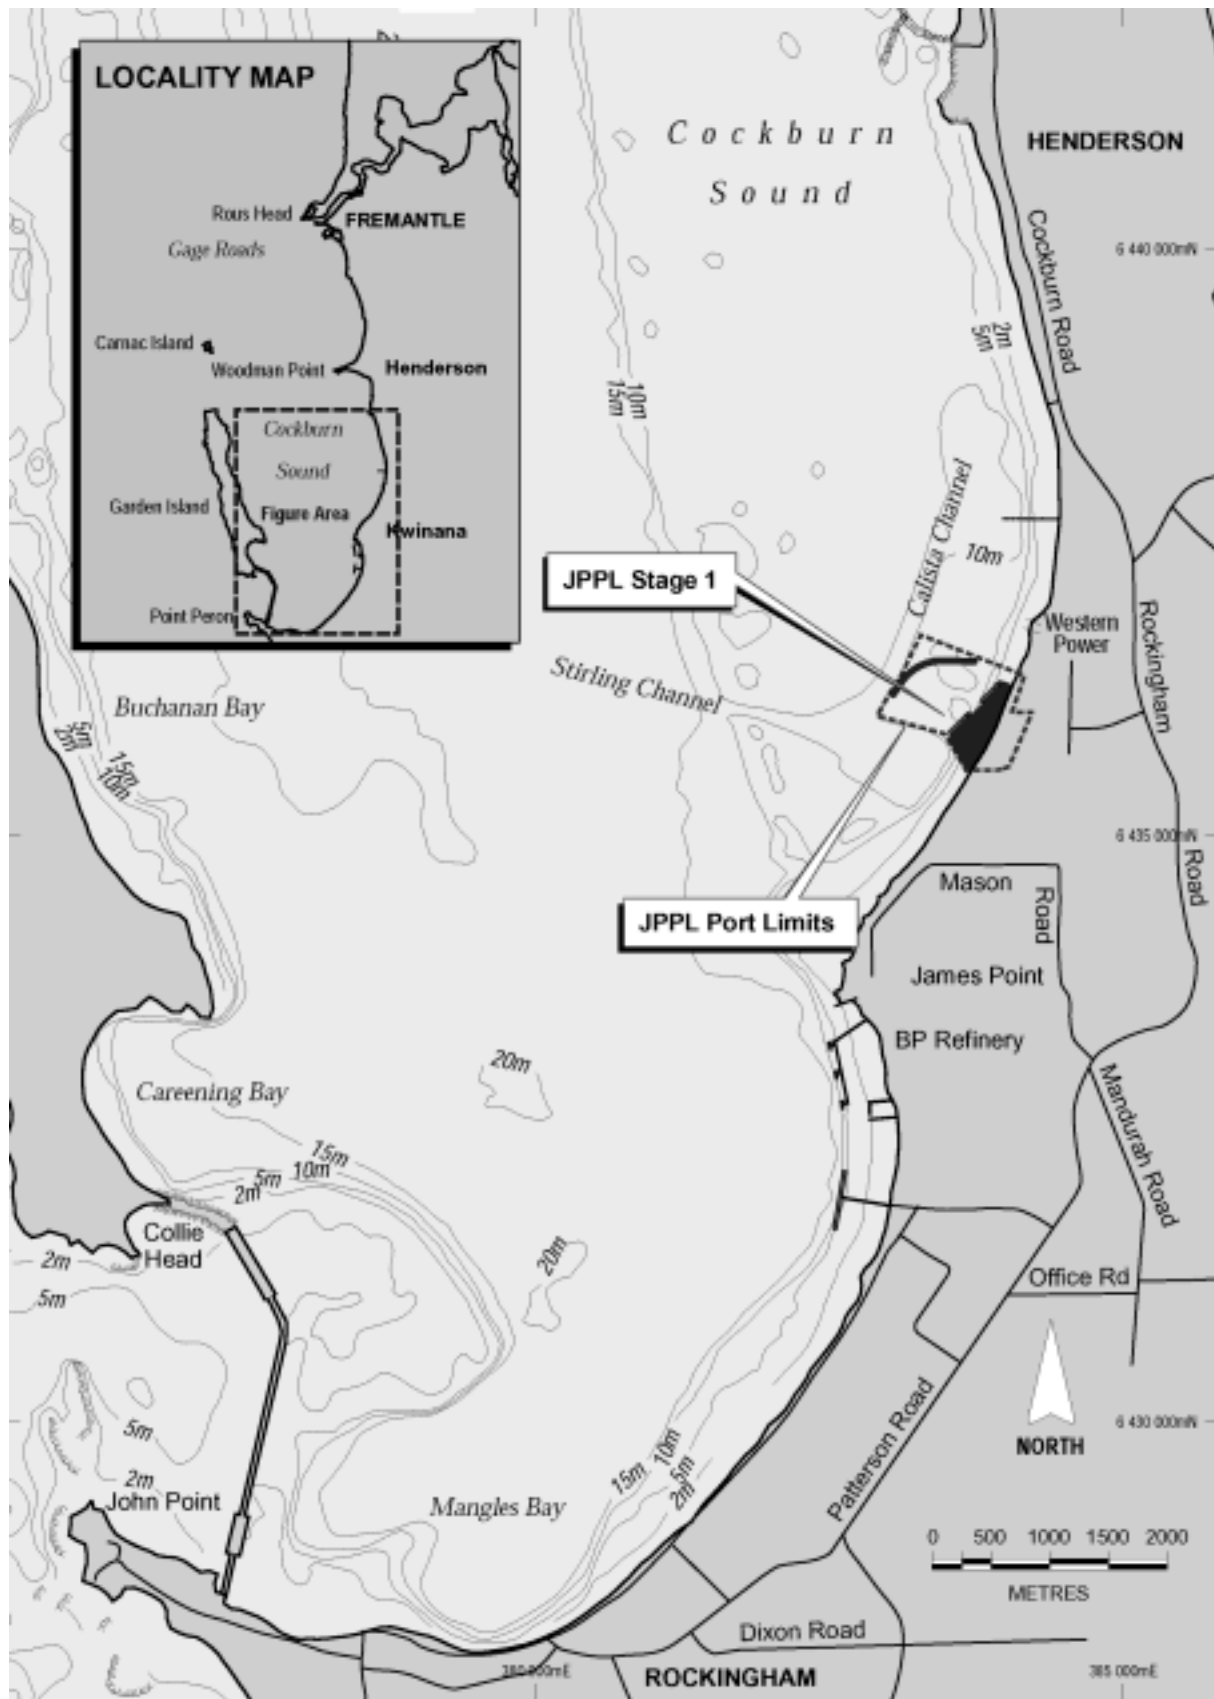 LOCALITY MAP
Rous Head
FREMANTLE
Gage Roads
Carnac Island
Woodman Point
Henderson
Cockburn
Sound
Garden Island
Figure Area
Kwinana
Point Peron
Cockburn
Sound
HENDERSON
Cockburn Road
6 440 000mN
2m
5m
10m
15m
Calista Channel
10m
JPPL Stage 1
Western
Power
Rockingham
Road
Stirling Channel
Buchanan Bay
5m
2m
15m
10m
6 435 000mN
Mason
Road
JPPL Port Limits
James Point
BP Refinery
20m
Careening Bay
Mandurah Road
15m
10m
5m
2m
Collie
Head
20m
2m
5m
Office Rd
NORTH
6 430 000mN
Patterson Road
5m
2m
John Point
15m
10m
5m
2m
Mangles Bay
0 500 1000 1500 2000
METRES
Dixon Road
380 000mE
ROCKINGHAM
385 000mE